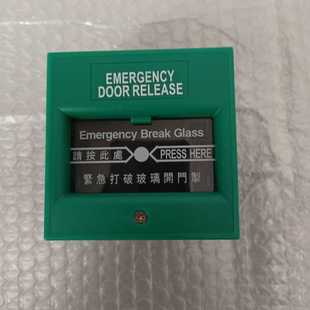 EMERGENCY
DOOR RELEASE
Emergency Break Glass
請按此處 PRESS HERE
緊急打破玻璃開門製